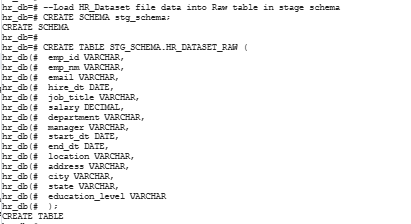 hr_db=# --Load HR_Dataset file data into Raw table in stage schema
hr_db=# CREATE SCHEMA stg_schema;
CREATE SCHEMA
hr_db=#
hr_db=# CREATE TABLE STG_SCHEMA.HR_DATASET_RAW (
hr_db(#  emp_id VARCHAR,
hr_db(#  emp_nm VARCHAR,
hr_db(#  email VARCHAR,
hr_db(#  hire_dt DATE,
hr_db(#  job_title VARCHAR,
hr_db(#  salary DECIMAL,
hr_db(#  department VARCHAR,
hr_db(#  manager VARCHAR,
hr_db(#  start_dt DATE,
hr_db(#  end_dt DATE,
hr_db(#  location VARCHAR,
hr_db(#  address VARCHAR,
hr_db(#  city VARCHAR,
hr_db(#  state VARCHAR,
hr_db(#  education_level VARCHAR
hr_db(#  );
CREATE TABLE